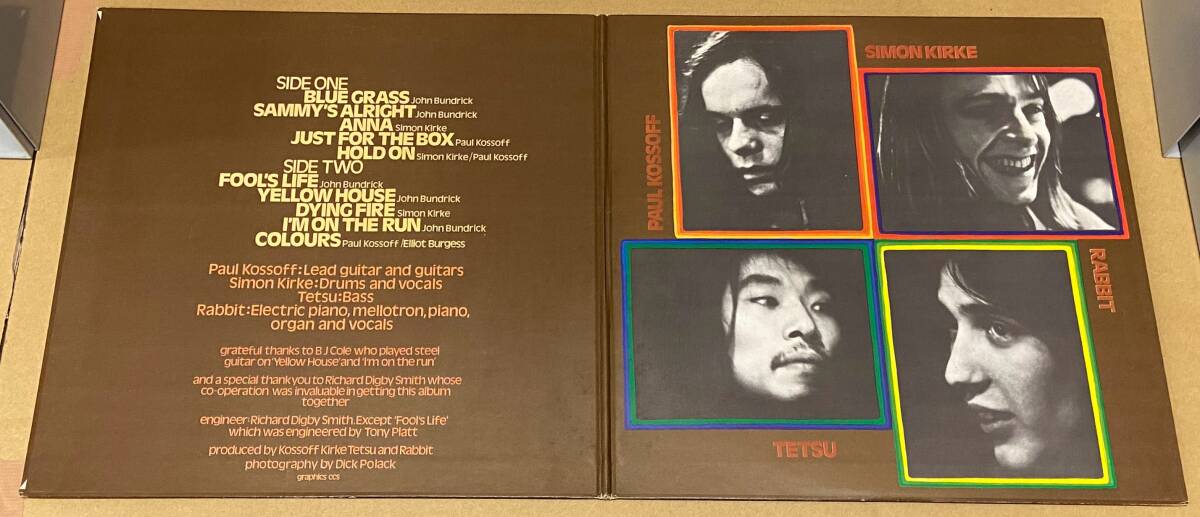 SIDE ONE
BLUE GRASS John Bundrick
SAMMY'S ALRIGHT John Bundrick
ANNA Simon Kirke
JUST FOR THE BOX Paul Kossoff
HOLD ON Simon Kirke/Paul Kossoff
SIDE TWO
FOOL'S LIFE John Bundrick
YELLOW HOUSE John Bundrick
DYING FIRE Simon Kirke
I'M ON THE RUN John Bundrick
COLOURS Paul Kossoff/Elliot Burgess
Paul Kossoff:Lead guitar and guitars
Simon Kirke:Drums and vocals
Tetsu:Bass
Rabbit:Electric piano, mellotron, piano,
organ and vocals
grateful thanks to B J Cole who played steel
guitar on 'Yellow House' and 'I'm on the run'
and a special thankyou to Richard Digby Smith whose
co-operation was invaluable in getting this album
together
engineer: Richard Digby Smith. Except 'Fool's Life'
which was engineered by Tony Platt
produced by Kossoff Kirke Tetsu and Rabbit
photography by Dick Polack
graphics ccs
PAUL KOSSOFF
SIMON KIRKE
TETSU
RABBIT